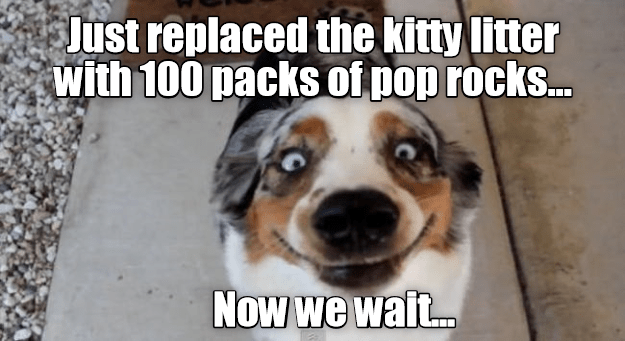 Just replaced the kitty litter
with 100 packs of pop rocks...
Now we wait...